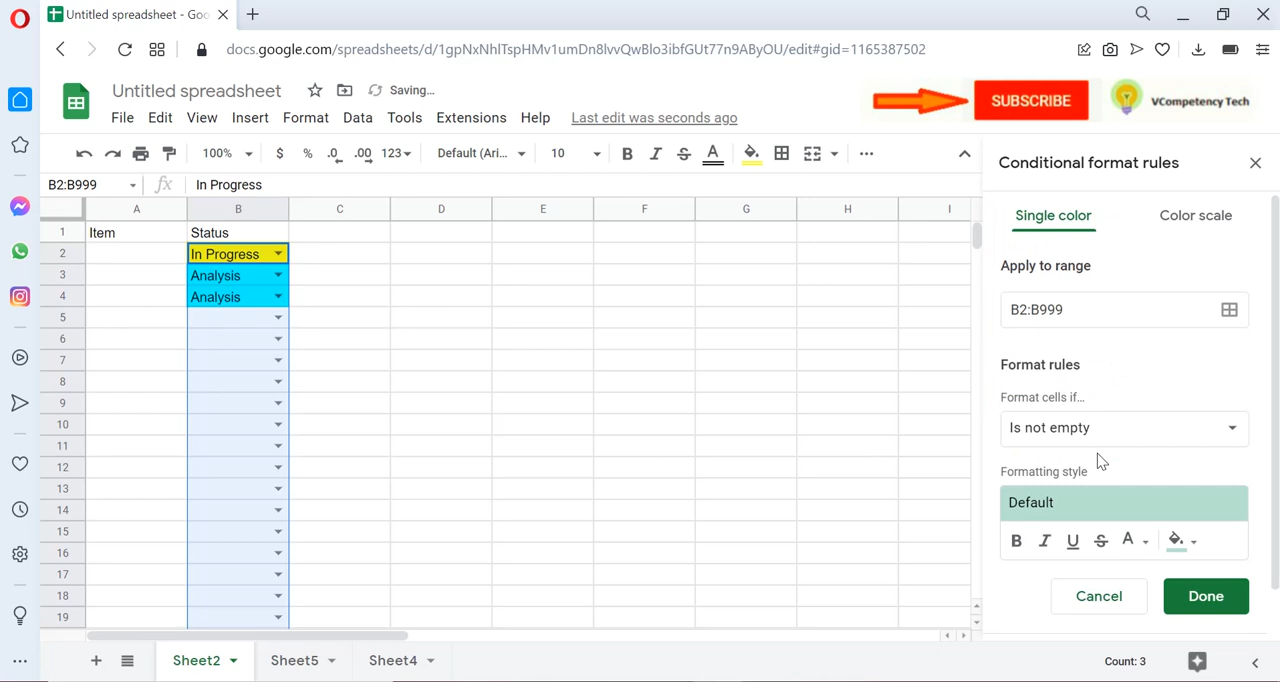 Untitled spreadsheet - Goo
docs.google.com/spreadsheets/d/1gpNxNhlTspHMv1umDn8lvvQwBlo3ibfGUt77n9AByOU/edit#gid=1165387502
Untitled spreadsheet Saving...
SUBSCRIBE VCompetency Tech
File Edit View Insert Format Data Tools Extensions Help Last edit was seconds ago
100% $ % .0 .00 123 Default (Ari... 10 B I S A
Conditional format rules
B2:B999 fx In Progress
A B C D E F G H I
Single color Color scale
1 Item Status
2 In Progress
3 Analysis
4 Analysis
5
6
7
8
9
10
11
12
13
14
15
16
17
18
19
Apply to range
B2:B999
Format rules
Format cells if...
Is not empty
Formatting style
Default
B I U S A
Cancel Done
+ Sheet2 Sheet5 Sheet4 Count: 3